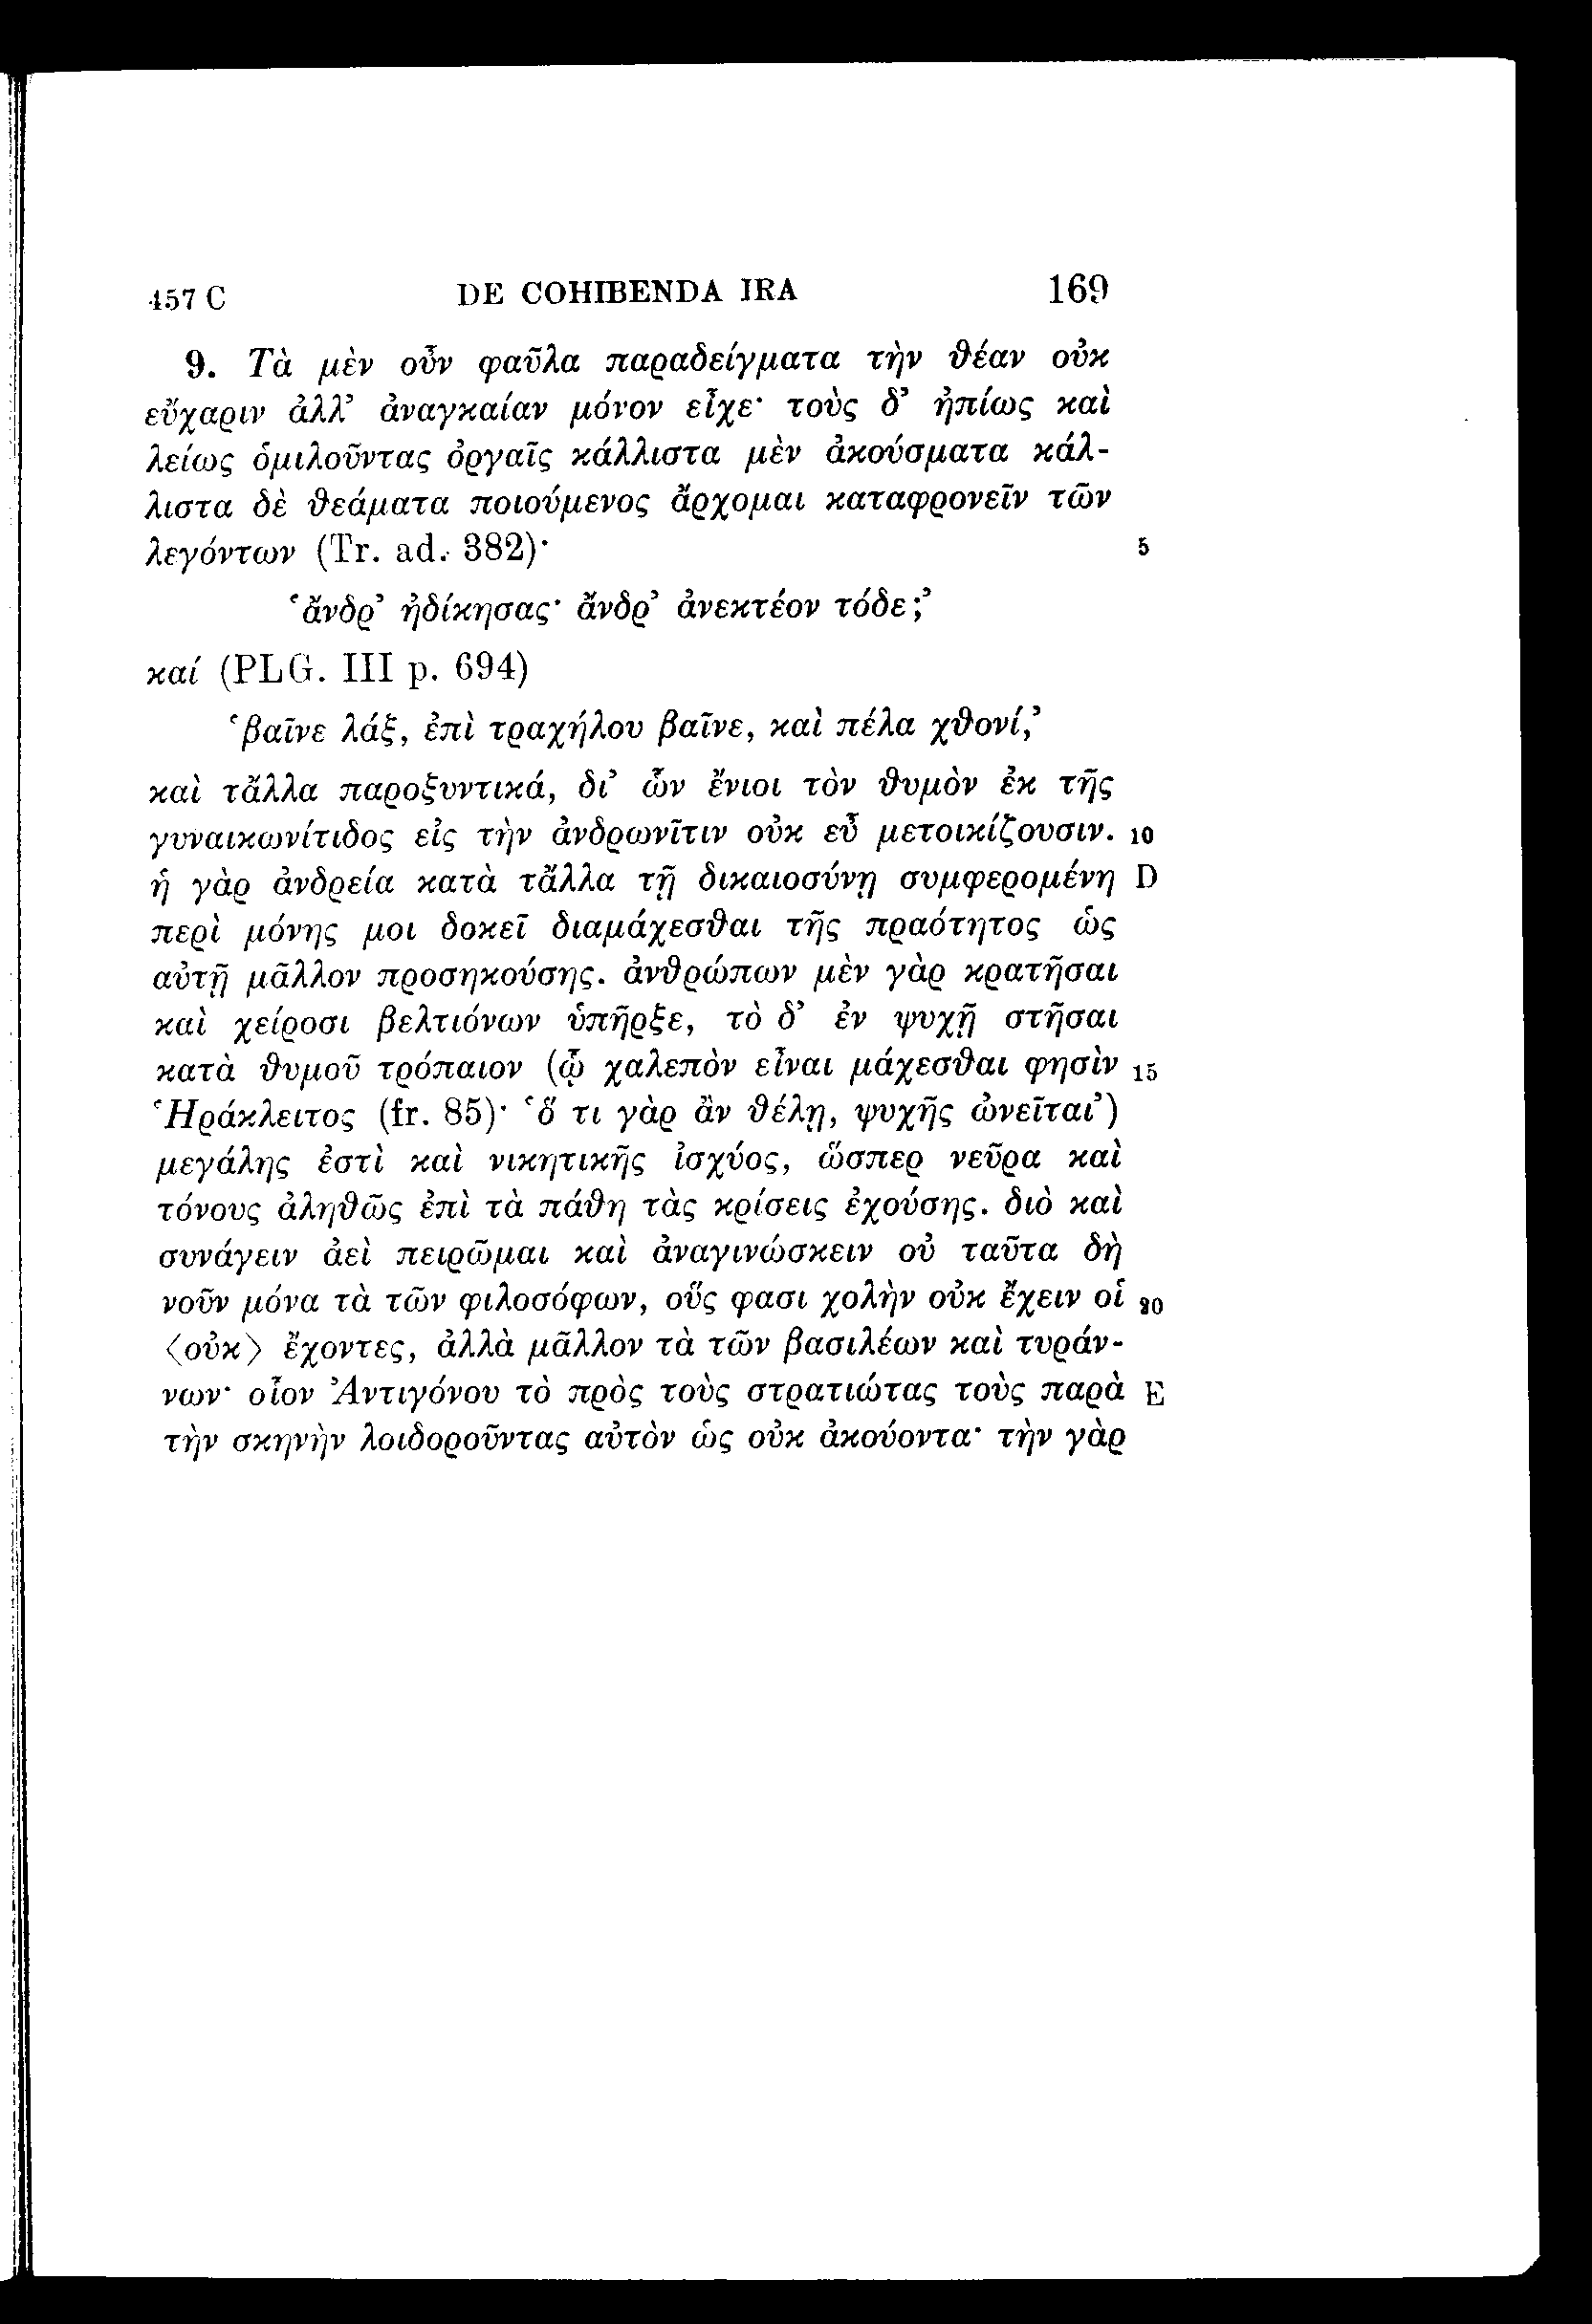 457 C DE COHIBENDA IRA 169
9. Τὰ μὲν οὖν φαῦλα παραδείγματα τὴν θέαν οὐκ
εὔχαριν ἀλλ’ ἀναγκαίαν μόνον εἶχε· τοὺς δ’ ἠπίως καὶ
λείως ὁμιλοῦντας ὀργαῖς κάλλιστα μὲν ἀκούσματα κάλ-
λιστα δὲ θεάματα ποιούμενος ἄρχομαι καταφρονεῖν τῶν
λεγόντων (Tr. ad. 382)· 5
‘ἄνδρ’ ἠδίκησας· ἄνδρ’ ἀνεκτέον τόδε;’
καί (PLG. III p. 694)
‘βαῖνε λάξ, ἐπὶ τραχήλου βαῖνε, καὶ πέλα χθονί,’
καὶ τἄλλα παροξυντικά, δι’ ὧν ἔνιοι τὸν θυμὸν ἐκ τῆς
γυναικωνίτιδος εἰς τὴν ἀνδρωνῖτιν οὐκ εὖ μετοικίζουσιν. 10
ἡ γὰρ ἀνδρεία κατὰ τἄλλα τῇ δικαιοσύνῃ συμφερομένη D
περὶ μόνης μοι δοκεῖ διαμάχεσθαι τῆς πραότητος ὡς
αὐτῇ μᾶλλον προσηκούσης. ἀνθρώπων μὲν γὰρ κρατῆσαι
καὶ χείροσι βελτιόνων ὑπῆρξε, τὸ δ’ ἐν ψυχῇ στῆσαι
κατὰ θυμοῦ τρόπαιον (ᾧ χαλεπὸν εἶναι μάχεσθαι φησὶν 15
Ἡράκλειτος (fr. 85)· ‘ὅ τι γὰρ ἂν θέλῃ, ψυχῆς ὠνεῖται’)
μεγάλης ἐστὶ καὶ νικητικῆς ἰσχύος, ὥσπερ νεῦρα καὶ
τόνους ἀληθῶς ἐπὶ τὰ πάθη τὰς κρίσεις ἐχούσης. διὸ καὶ
συνάγειν ἀεὶ πειρῶμαι καὶ ἀναγινώσκειν οὐ ταῦτα δὴ
νοῦν μόνα τὰ τῶν φιλοσόφων, οὕς φασι χολὴν οὐκ ἔχειν οἱ 20
〈οὐκ〉 ἔχοντες, ἀλλὰ μᾶλλον τὰ τῶν βασιλέων καὶ τυράν-
νων· οἷον Ἀντιγόνου τὸ πρὸς τοὺς στρατιώτας τοὺς παρὰ E
τὴν σκηνὴν λοιδοροῦντας αὐτὸν ὡς οὐκ ἀκούοντα· τὴν γὰρ